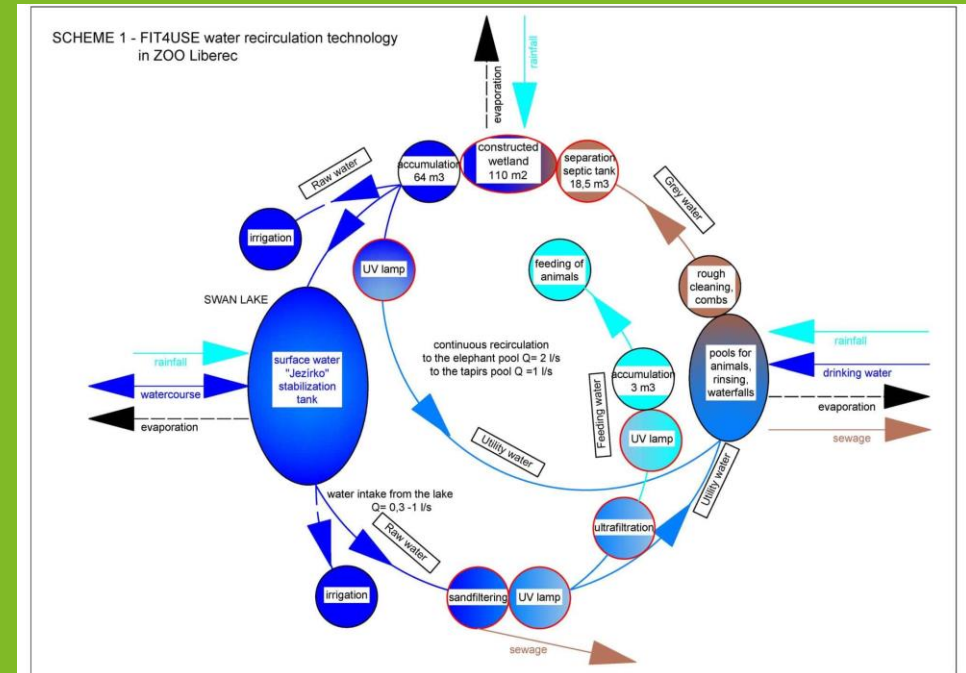 SCHEME 1 - FIT4USE water recirculation technology
in ZOO Liberec
evaporation
rainfall
Raw water
accumulation
64 m3
constructed
wetland
110 m2
separation
septic tank
18,5 m3
Grey water
irrigation
UV lamp
feeding of
animals
rough
cleaning,
combs
SWAN LAKE
surface water
"Jezirko"
stabilization
tank
rainfall
watercourse
evaporation
continuous recirculation
to the elephant pool Q= 2 l/s
to the tapirs pool Q =1 l/s
accumulation
3 m3
Feeding water
UV lamp
pools for
animals,
rinsing,
waterfalls
rainfall
drinking water
evaporation
sewage
Utility water
Utility water
water intake from the lake
Q= 0,3 -1 l/s
Raw water
ultrafiltration
irrigation
sandfiltering
UV lamp
sewage